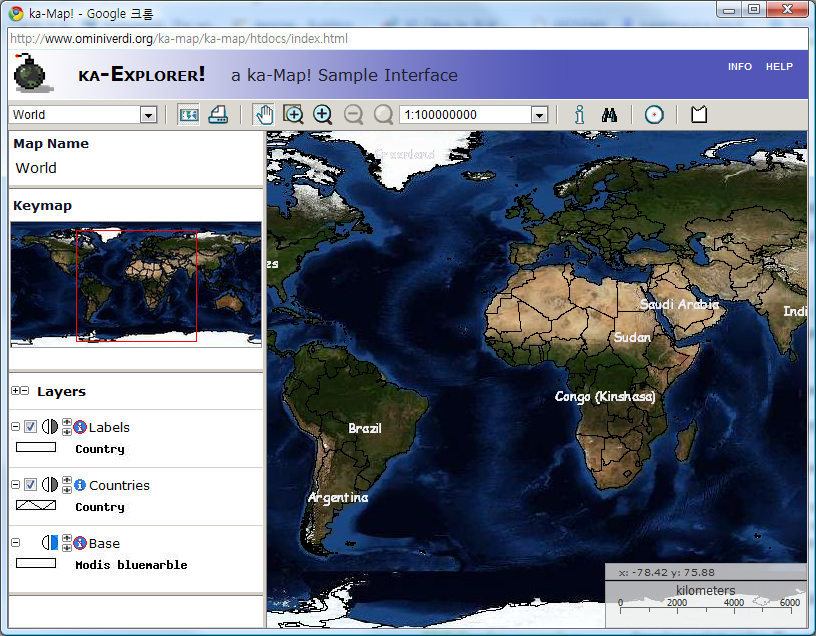 ka-Map! - Google 크롬
http://www.ominiverdi.org/ka-map/ka-map/htdocs/index.html
KA-EXPLORER! a ka-Map! Sample Interface
INFO HELP
World
1:100000000
Map Name
World
Keymap
Layers
Labels
Country
Countries
Country
Base
Modis bluemarble
Greenland
es
Saudi Arabia
Indi
Sudan
Congo (Kinshasa)
Brazil
Argentina
x: -78.42 y: 75.88
kilometers
0 2000 4000 6000